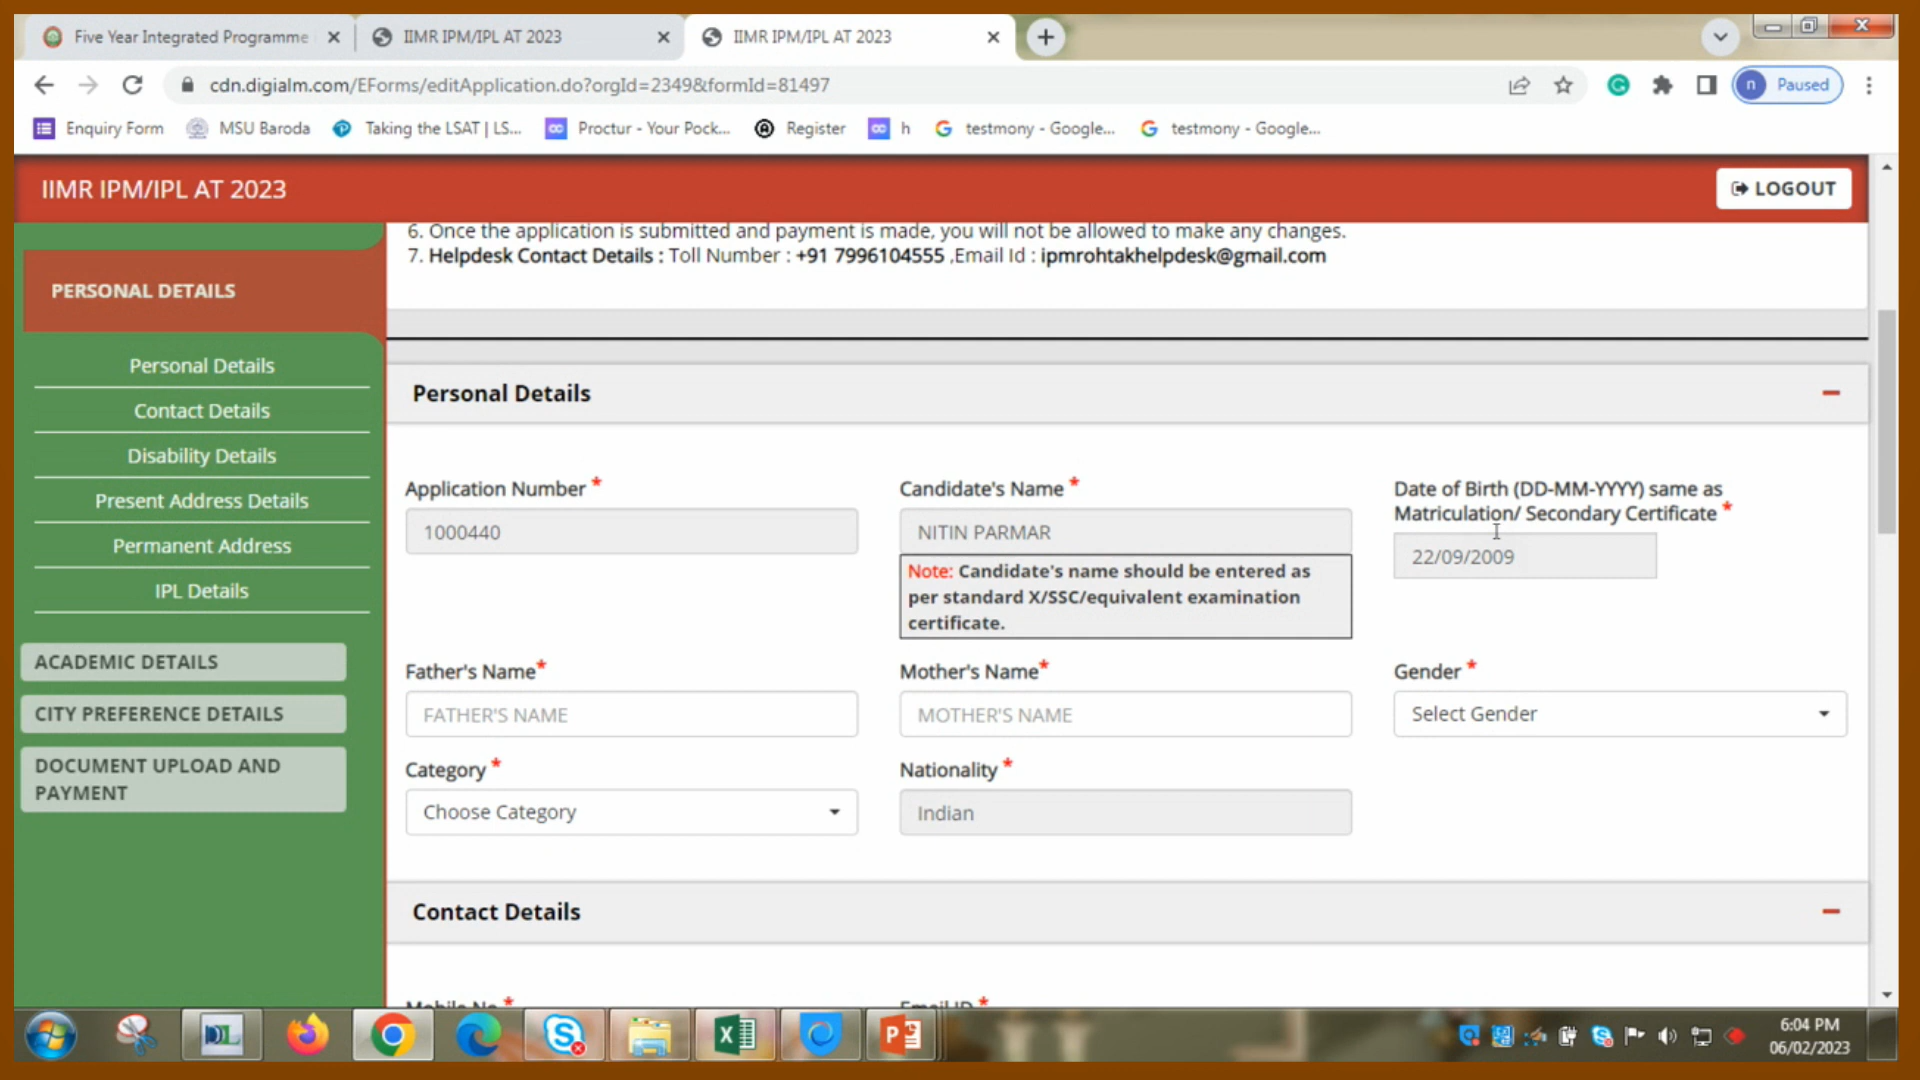 Five Year Integrated Programme
IIMR IPM/IPL AT 2023
IIMR IPM/IPL AT 2023
cdn.digialm.com/EForms/editApplication.do?orgId=2349&formId=81497
n Paused
Enquiry Form
MSU Baroda
Taking the LSAT | LS...
Proctur - Your Pock...
Register
h
testmony - Google...
testmony - Google...
IIMR IPM/IPL AT 2023
LOGOUT
6. Once the application is submitted and payment is made, you will not be allowed to make any changes.
7. Helpdesk Contact Details : Toll Number : +91 7996104555 ,Email Id : ipmrohtakhelpdesk@gmail.com
PERSONAL DETAILS
Personal Details
Contact Details
Disability Details
Present Address Details
Permanent Address
IPL Details
ACADEMIC DETAILS
CITY PREFERENCE DETAILS
DOCUMENT UPLOAD AND
PAYMENT
Personal Details
Application Number *
1000440
Candidate's Name *
NITIN PARMAR
Note: Candidate's name should be entered as
per standard X/SSC/equivalent examination
certificate.
Date of Birth (DD-MM-YYYY) same as
Matriculation/ Secondary Certificate *
22/09/2009
Father's Name*
FATHER'S NAME
Mother's Name*
MOTHER'S NAME
Gender *
Select Gender
Category *
Choose Category
Nationality *
Indian
Contact Details
Mobile No *
Email ID *
6:04 PM
06/02/2023